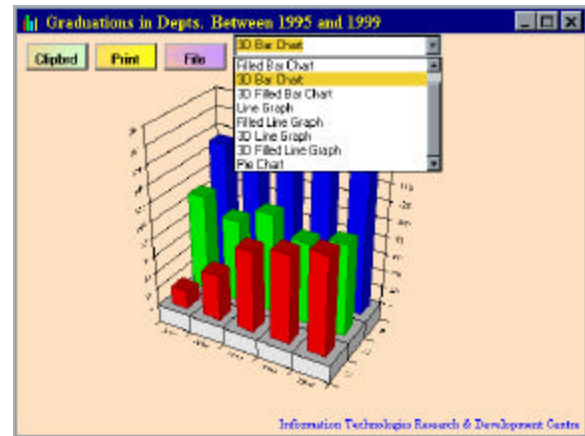 Graduations in Depts. Between 1995 and 1999
Clipbrd Print File
3D Bar Chart
Filled Bar Chart
3D Bar Chart
3D Filled Bar Chart
Line Graph
Filled Line Graph
3D Line Graph
3D Filled Line Graph
Pie Chart
Information Technologies Research & Development Centre